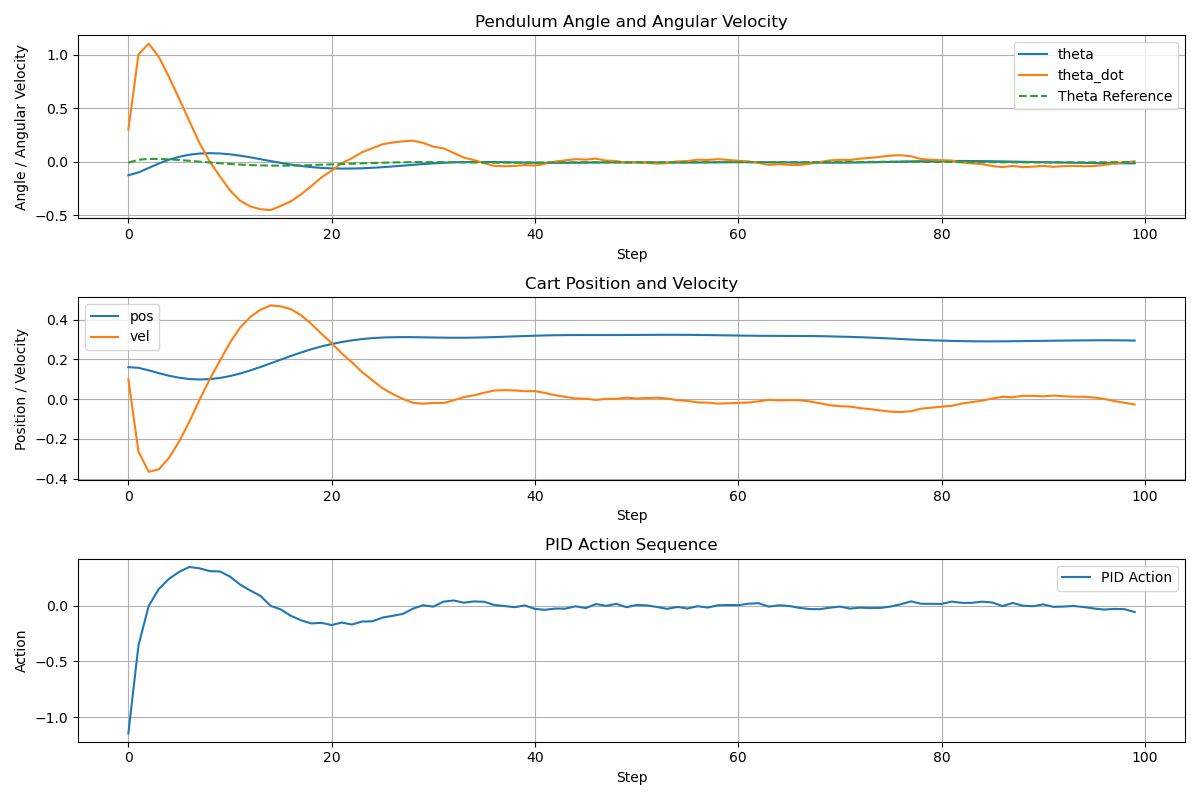 Pendulum Angle and Angular Velocity
Angle / Angular Velocity
1.0
0.5
0.0
−0.5
theta
theta_dot
Theta Reference
0 20 40 60 80 100
Step
Cart Position and Velocity
Position / Velocity
0.4
0.2
0.0
−0.2
−0.4
pos
vel
0 20 40 60 80 100
Step
PID Action Sequence
Action
0.0
−0.5
−1.0
PID Action
0 20 40 60 80 100
Step